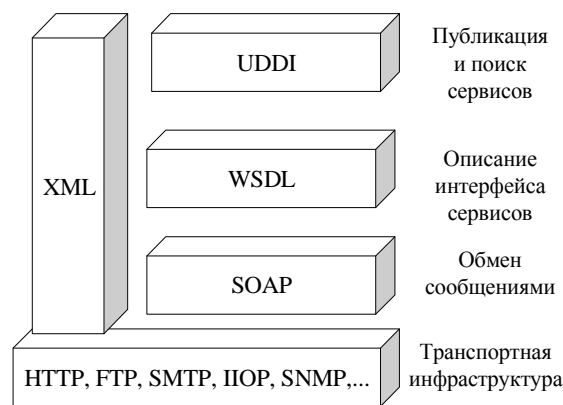 UDDI
Публикация
и поиск
сервисов
XML
WSDL
Описание
интерфейса
сервисов
SOAP
Обмен
сообщениями
HTTP, FTP, SMTP, IIOP, SNMP,...
Транспортная
инфраструктура